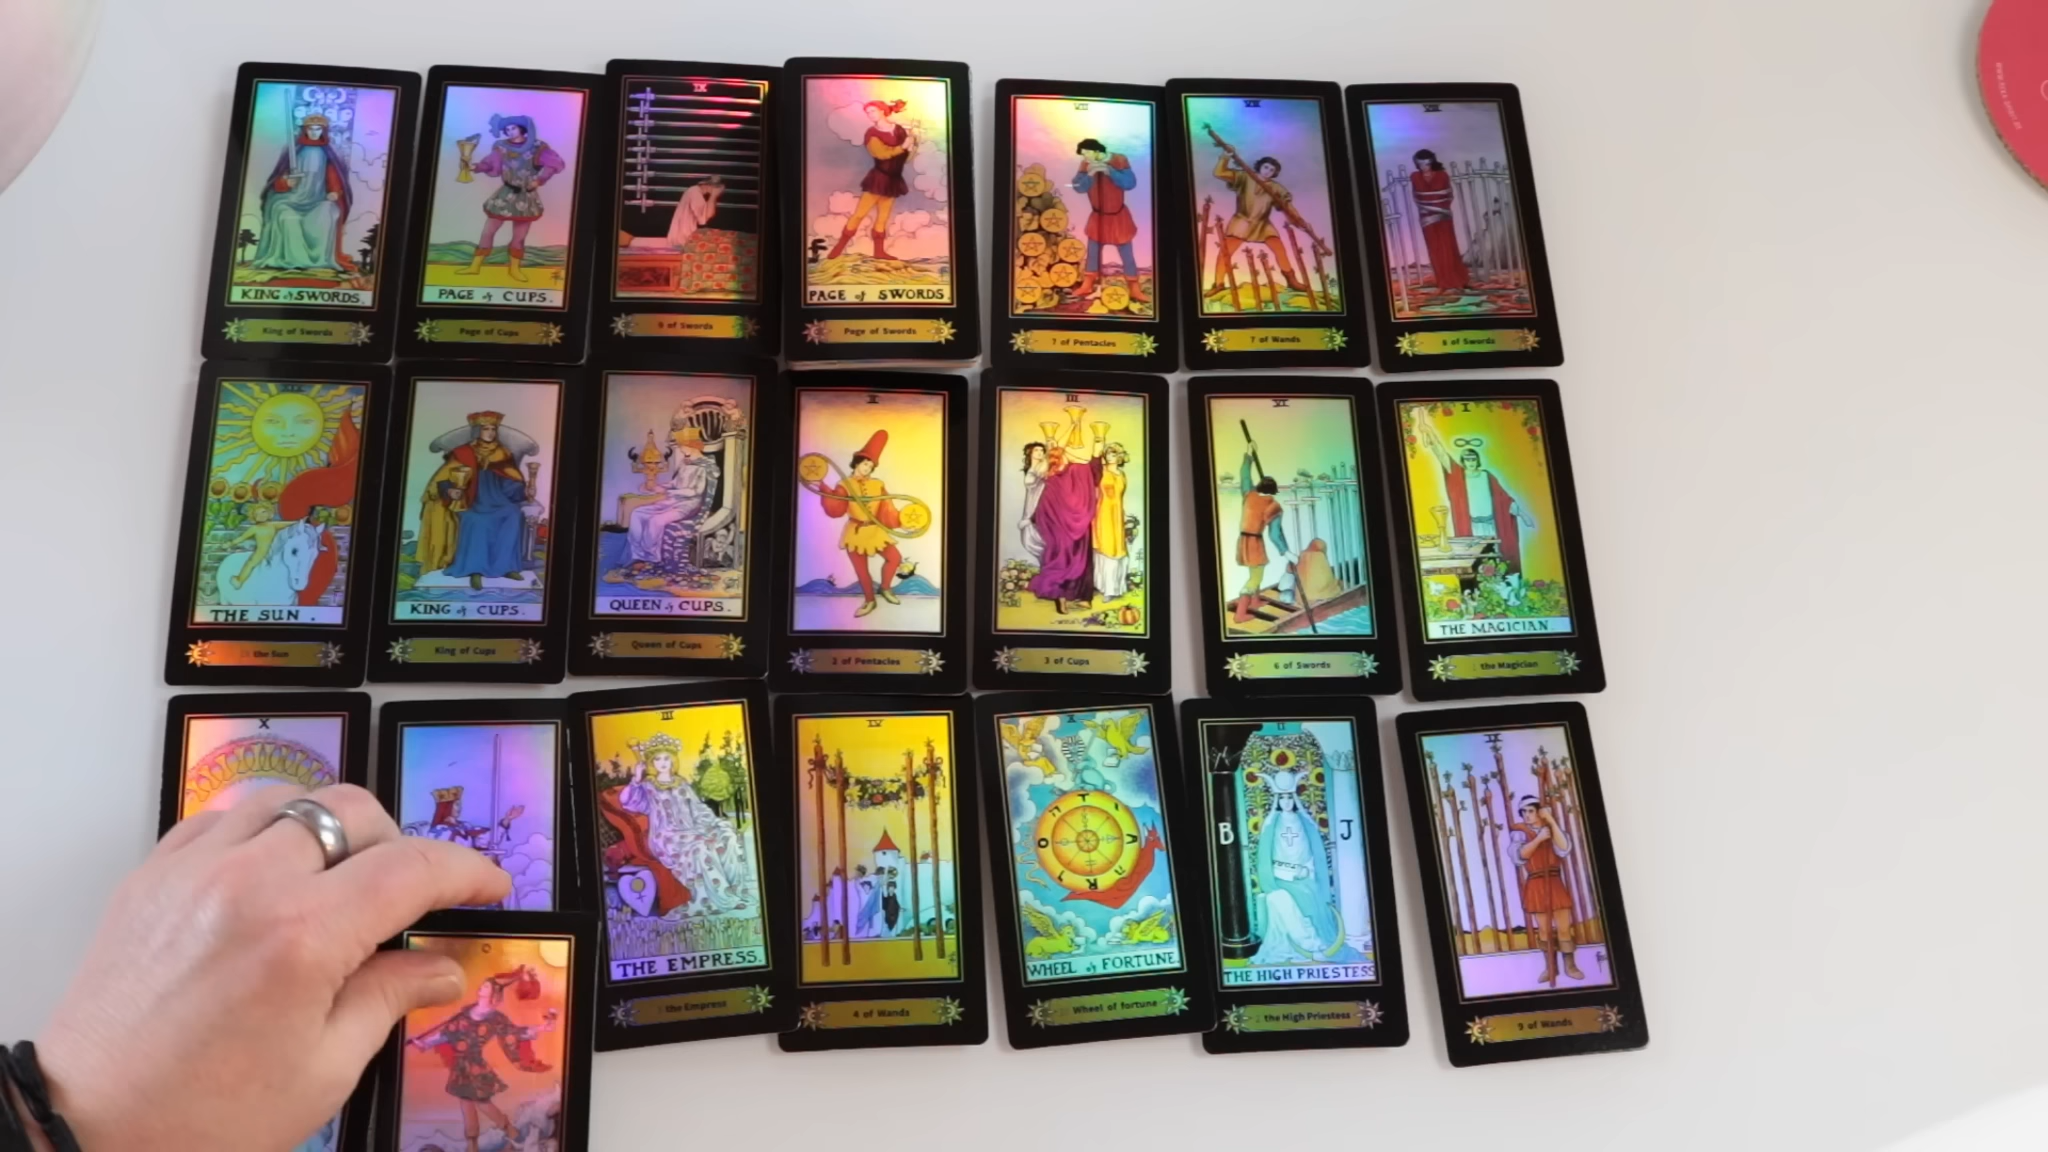 KING of SWORDS.
King of Swords
PAGE of CUPS.
Page of Cups
IX
9 of Swords
PAGE of SWORDS.
Page of Swords
VII
7 of Pentacles
VII
7 of Wands
VIII
8 of Swords
THE SUN .
the Sun
KING of CUPS.
King of Cups
QUEEN of CUPS.
Queen of Cups
II
2 of Pentacles
III
3 of Cups
VI
6 of Swords
I
THE MAGICIAN
the Magician
X
III
THE EMPRESS.
the Empress
IV
4 of Wands
X
WHEEL of FORTUNE.
Wheel of fortune
II
B J
THE HIGH PRIESTESS
the High Priestess
IX
9 of Wands
0